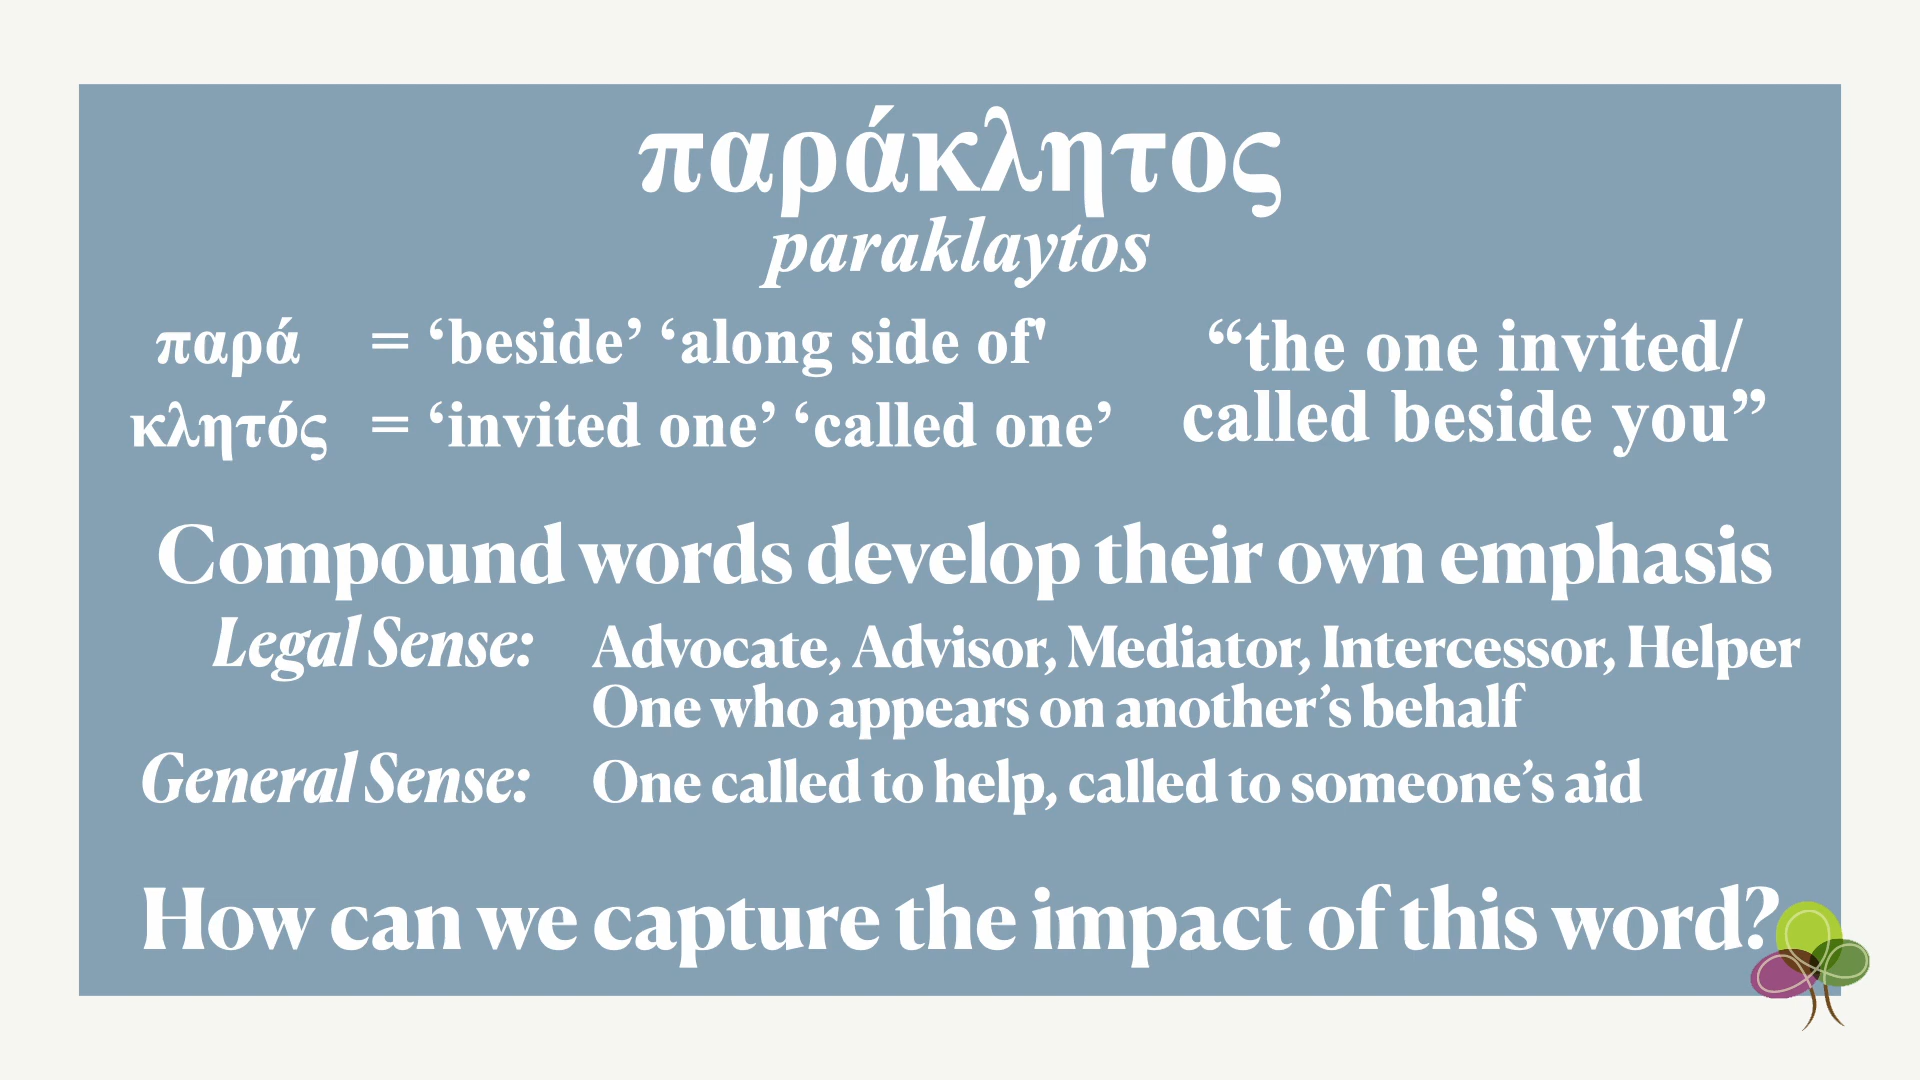 παράκλητος
paraklaytos
παρά = ‘beside’ ‘along side of'
κλητός = ‘invited one’ ‘called one’
“the one invited/
called beside you”
Compound words develop their own emphasis
Legal Sense: Advocate, Advisor, Mediator, Intercessor, Helper
One who appears on another’s behalf
General Sense: One called to help, called to someone’s aid
How can we capture the impact of this word?